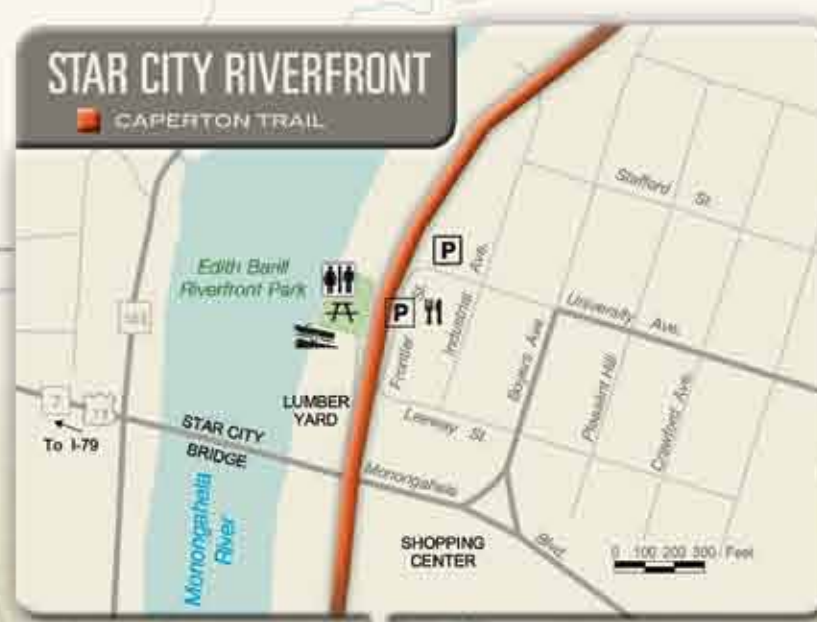 STAR CITY RIVERFRONT
CAPERTON TRAIL
Stafford St.
Edith Barill
Riverfront Park
P
P
Frontier St.
Industrial Ave.
University Ave.
Boyers Ave
Pleasant Hill
Crawford Ave.
LUMBER
YARD
Leeway St.
7
To I-79
STAR CITY
BRIDGE
Monongahela Blvd.
Monongahela
River
SHOPPING
CENTER
0 100 200 300 Feet